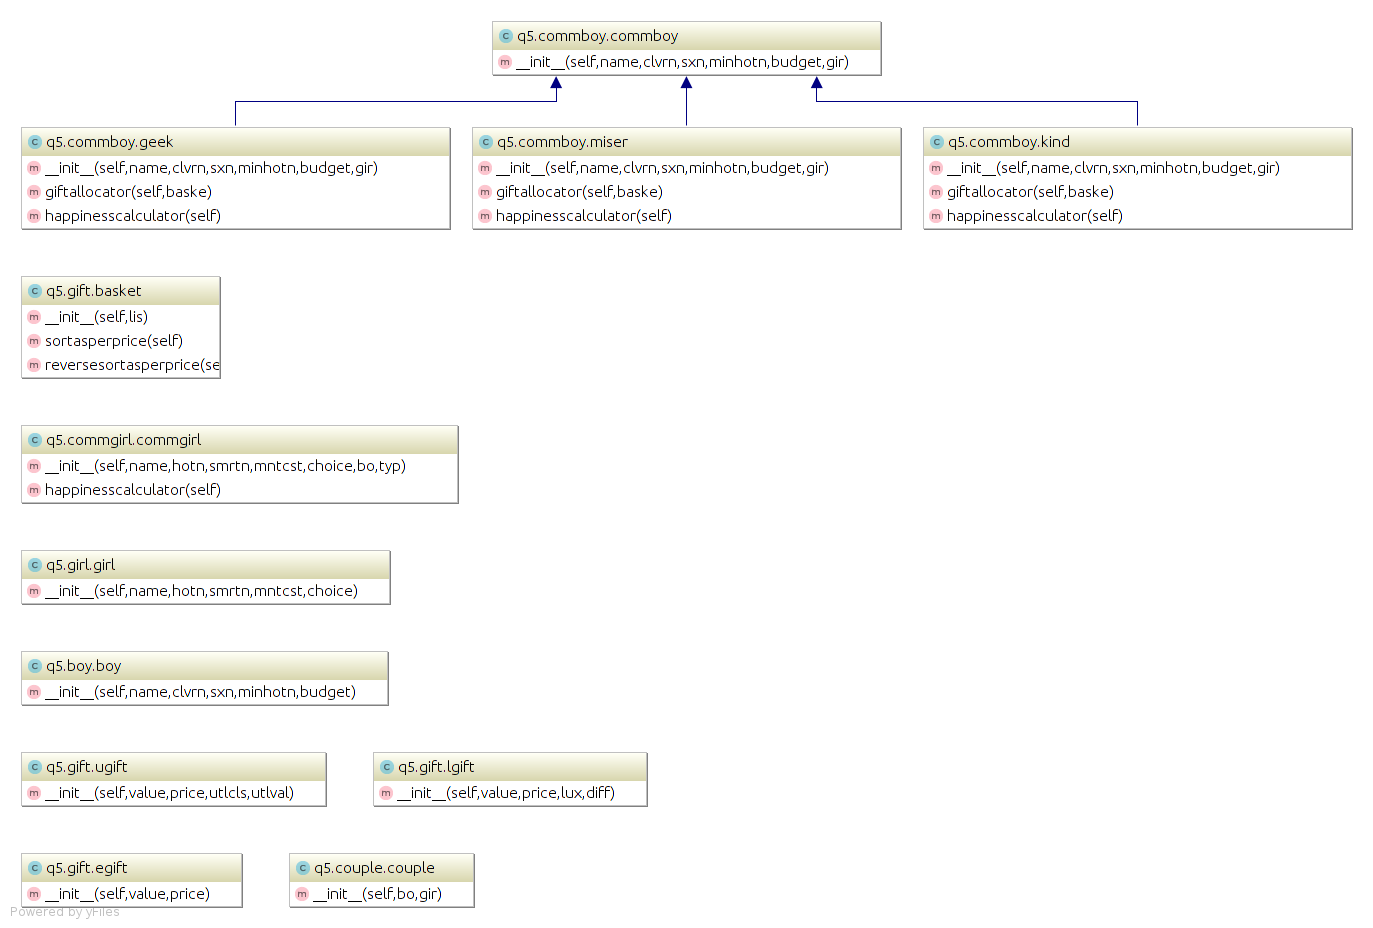 q5.commboy.commboy
__init__(self,name,clvrn,sxn,minhotn,budget,gir)
q5.commboy.geek
__init__(self,name,clvrn,sxn,minhotn,budget,gir)
giftallocator(self,baske)
happinesscalculator(self)
q5.commboy.miser
__init__(self,name,clvrn,sxn,minhotn,budget,gir)
giftallocator(self,baske)
happinesscalculator(self)
q5.commboy.kind
__init__(self,name,clvrn,sxn,minhotn,budget,gir)
giftallocator(self,baske)
happinesscalculator(self)
q5.gift.basket
__init__(self,lis)
sortasperprice(self)
reversesortasperprice(se
q5.commgirl.commgirl
__init__(self,name,hotn,smrtn,mntcst,choice,bo,typ)
happinesscalculator(self)
q5.girl.girl
__init__(self,name,hotn,smrtn,mntcst,choice)
q5.boy.boy
__init__(self,name,clvrn,sxn,minhotn,budget)
q5.gift.ugift
__init__(self,value,price,utlcls,utlval)
q5.gift.lgift
__init__(self,value,price,lux,diff)
q5.gift.egift
__init__(self,value,price)
q5.couple.couple
__init__(self,bo,gir)
Powered by yFiles